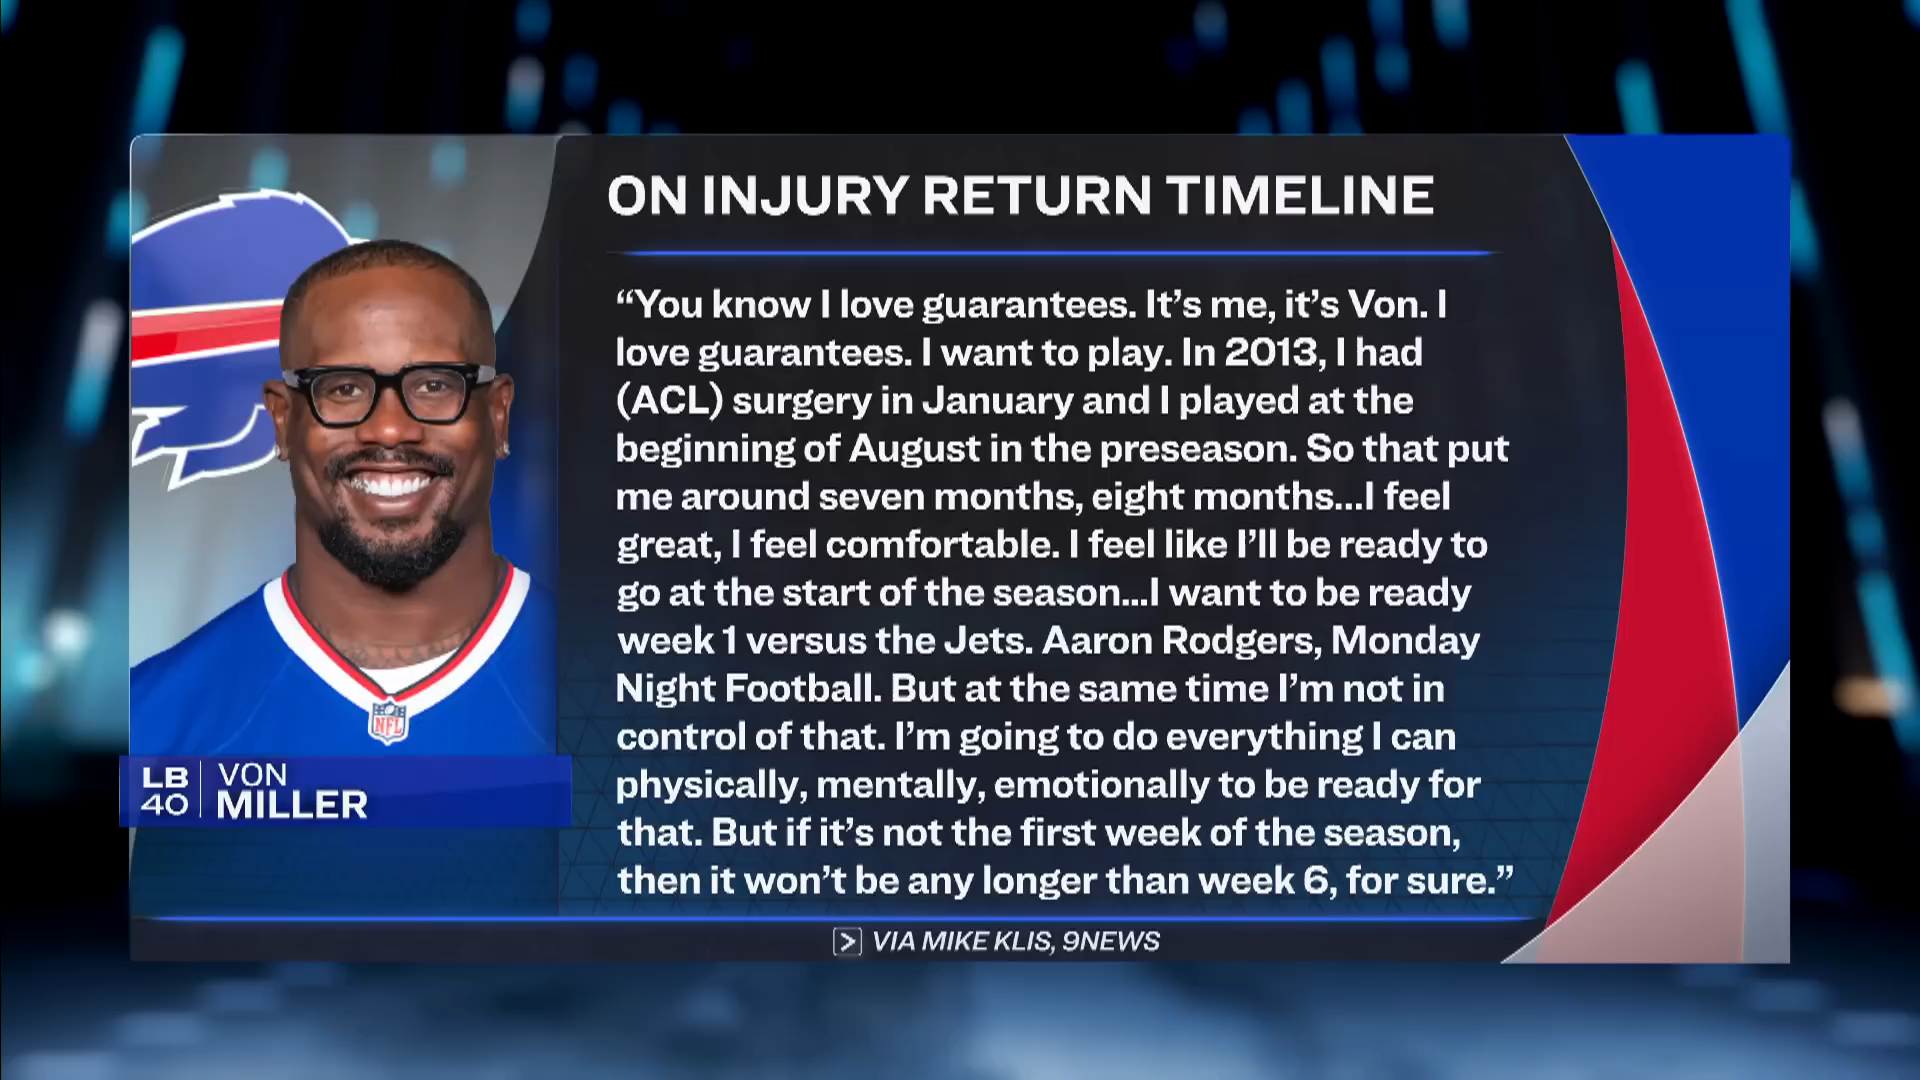 ON INJURY RETURN TIMELINE
“You know I love guarantees. It’s me, it’s Von. I
love guarantees. I want to play. In 2013, I had
(ACL) surgery in January and I played at the
beginning of August in the preseason. So that put
me around seven months, eight months...I feel
great, I feel comfortable. I feel like I’ll be ready to
go at the start of the season...I want to be ready
week 1 versus the Jets. Aaron Rodgers, Monday
Night Football. But at the same time I’m not in
control of that. I’m going to do everything I can
physically, mentally, emotionally to be ready for
that. But if it’s not the first week of the season,
then it won’t be any longer than week 6, for sure.”
NFL
LB
40
VON
MILLER
VIA MIKE KLIS, 9NEWS